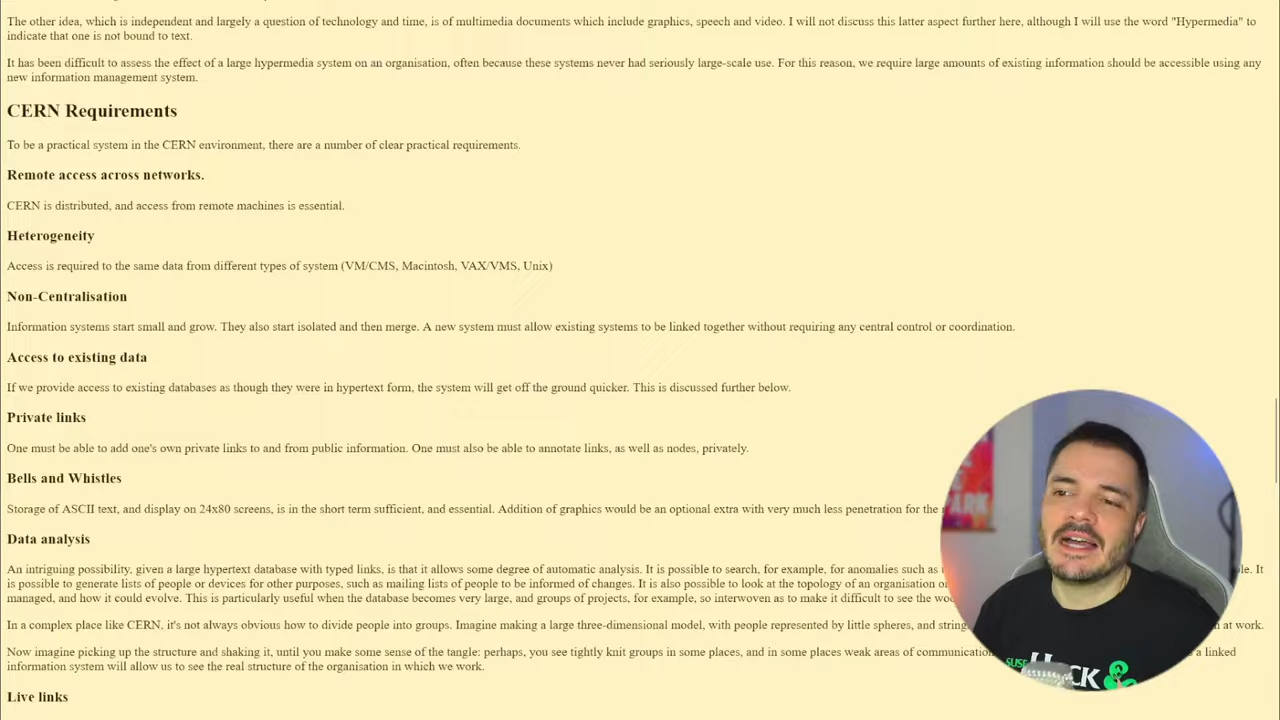 The other idea, which is independent and largely a question of technology and time, is of multimedia documents which include graphics, speech and video. I will not discuss this latter aspect further here, although I will use the word "Hypermedia" to
indicate that one is not bound to text.
It has been difficult to assess the effect of a large hypermedia system on an organisation, often because these systems never had seriously large-scale use. For this reason, we require large amounts of existing information should be accessible using any
new information management system.
CERN Requirements
To be a practical system in the CERN environment, there are a number of clear practical requirements.
Remote access across networks.
CERN is distributed, and access from remote machines is essential.
Heterogeneity
Access is required to the same data from different types of system (VM/CMS, Macintosh, VAX/VMS, Unix)
Non-Centralisation
Information systems start small and grow. They also start isolated and then merge. A new system must allow existing systems to be linked together without requiring any central control or coordination.
Access to existing data
If we provide access to existing databases as though they were in hypertext form, the system will get off the ground quicker. This is discussed further below.
Private links
One must be able to add one's own private links to and from public information. One must also be able to annotate links, as well as nodes, privately.
Bells and Whistles
Storage of ASCII text, and display on 24x80 screens, is in the short term sufficient, and essential. Addition of graphics would be an optional extra with very much less penetration for the
Data analysis
An intriguing possibility, given a large hypertext database with typed links, is that it allows some degree of automatic analysis. It is possible to search, for example, for anomalies such as It
is possible to generate lists of people or devices for other purposes, such as mailing lists of people to be informed of changes. It is also possible to look at the topology of an organisation
managed, and how it could evolve. This is particularly useful when the database becomes very large, and groups of projects, for example, so interwoven as to make it difficult to see the
In a complex place like CERN, it's not always obvious how to divide people into groups. Imagine making a large three-dimensional model, with people represented by little spheres, and at work.
Now imagine picking up the structure and shaking it, until you make some sense of the tangle: perhaps, you see tightly knit groups in some places, and in some places weak areas of communication a linked
information system will allow us to see the real structure of the organisation in which we work.
Live links
PARK
SUSE